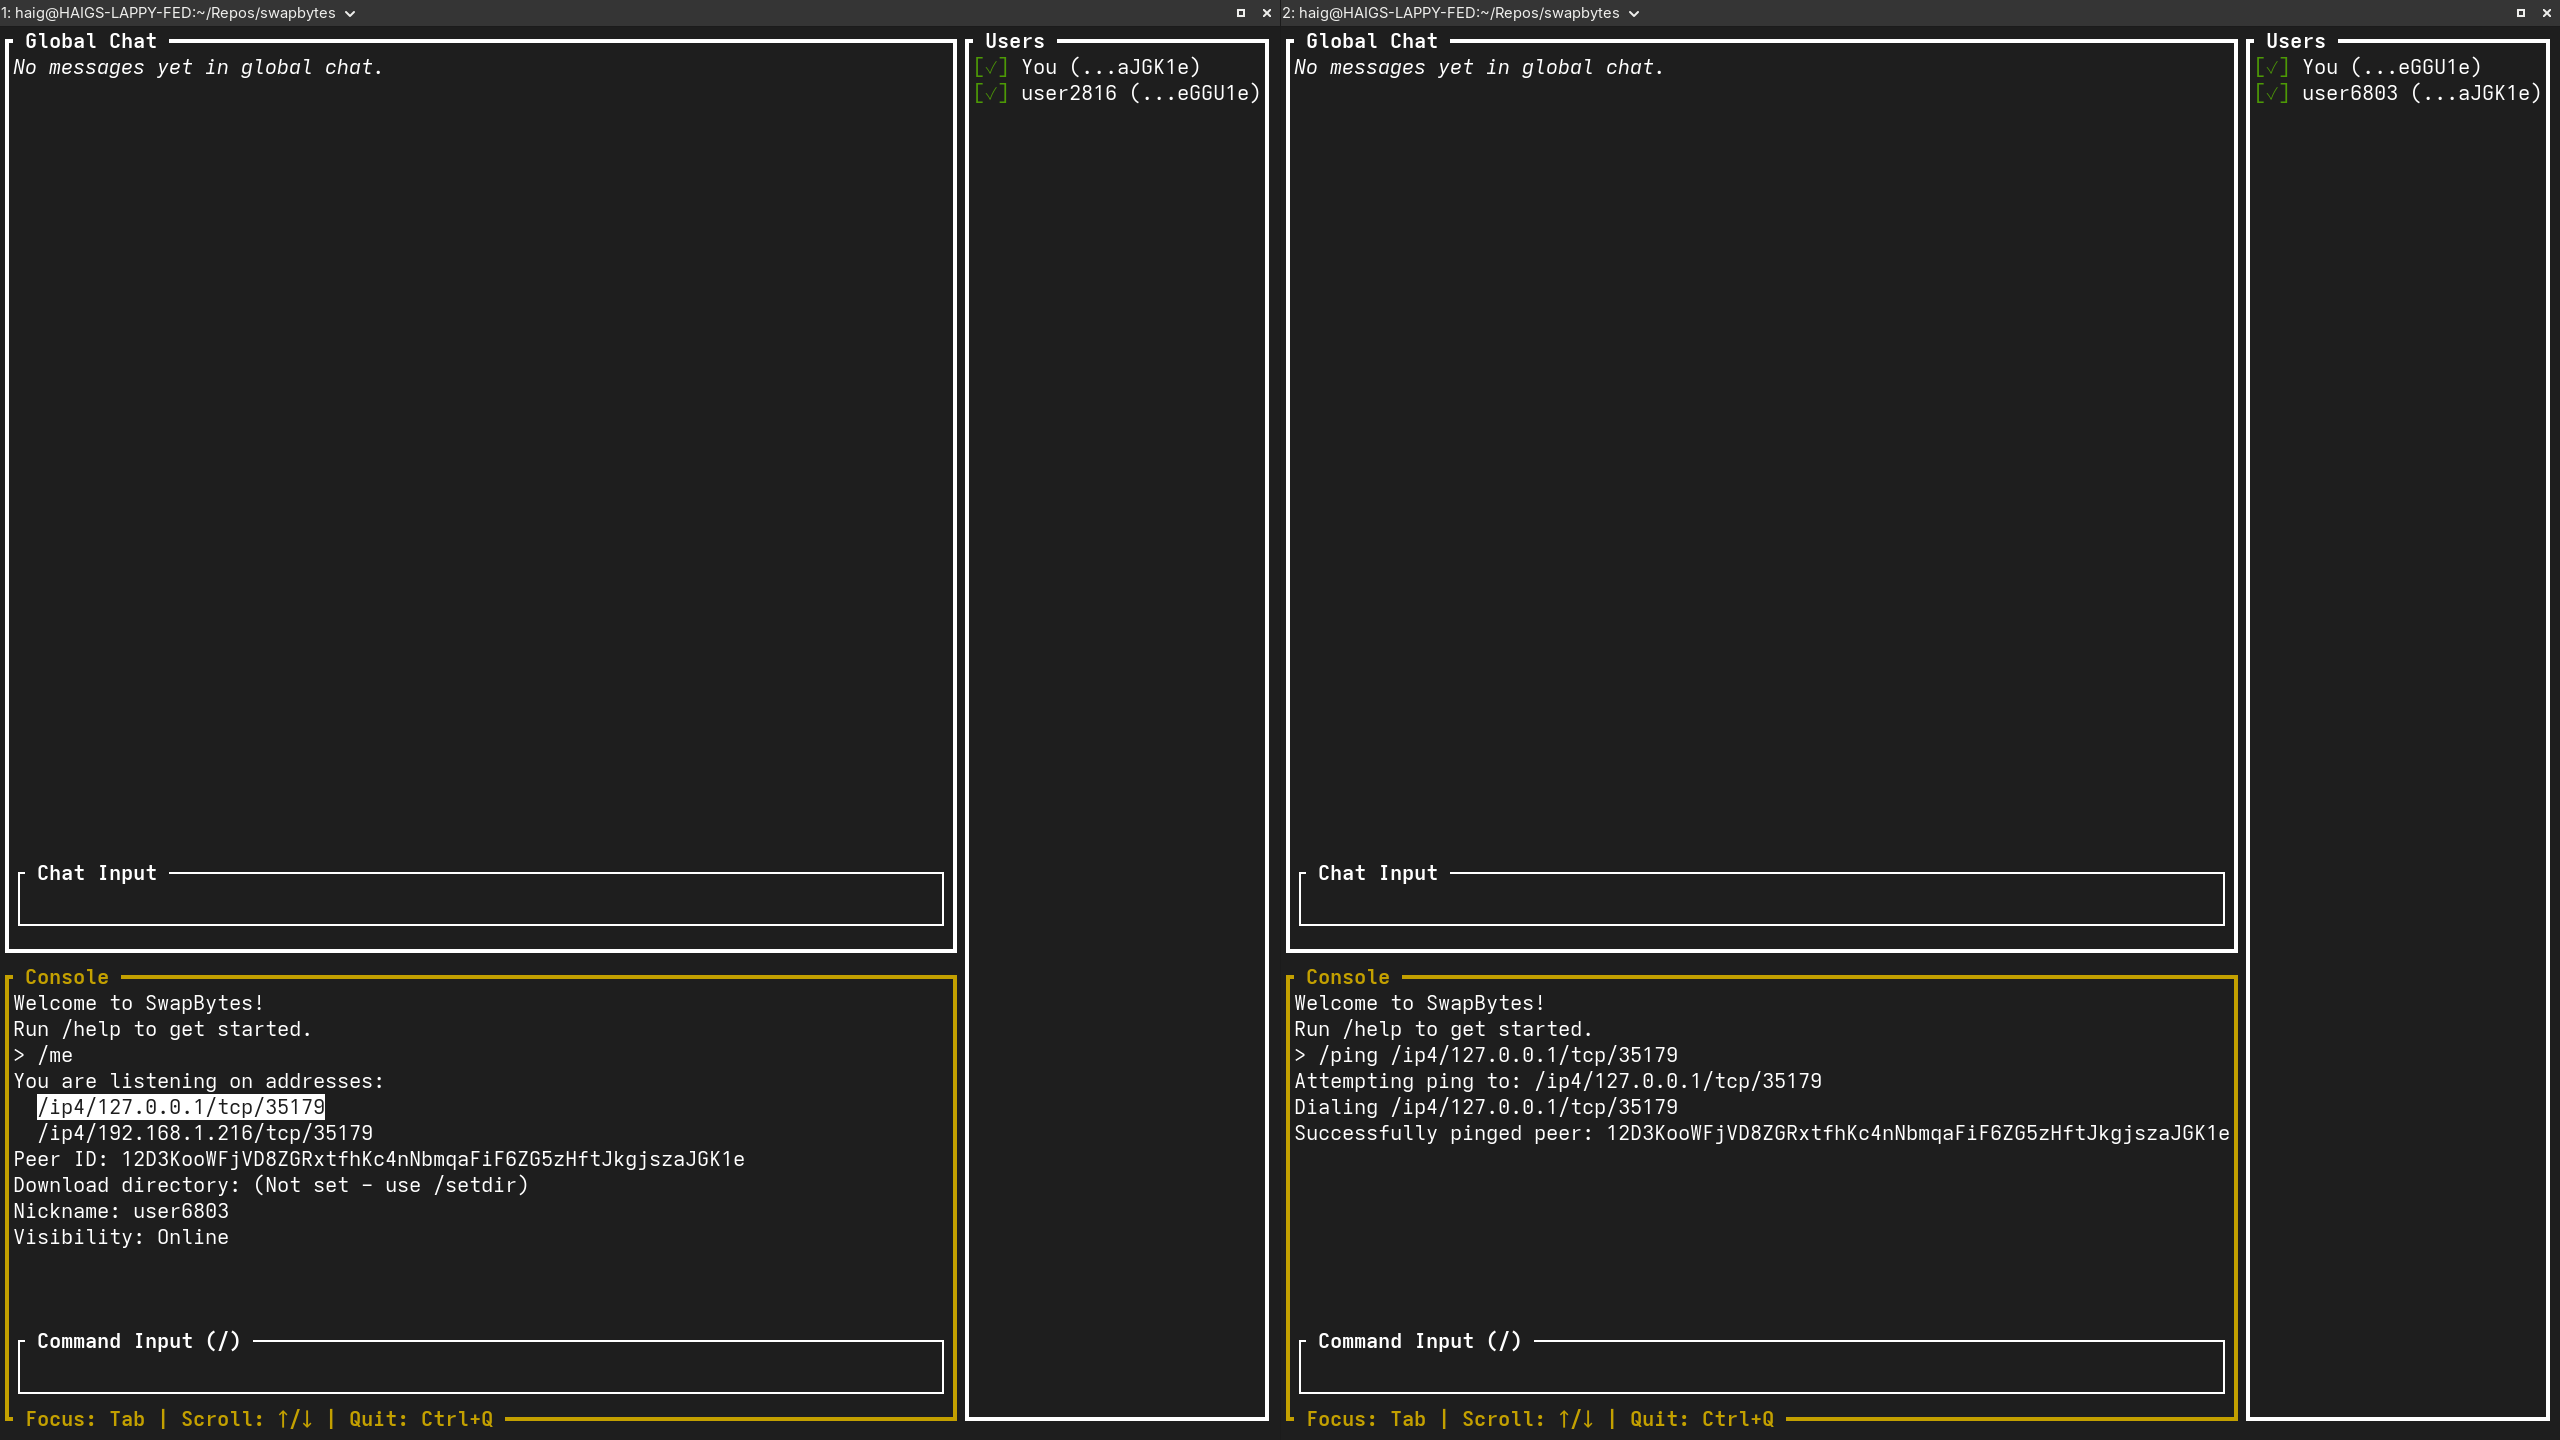 1: haig@HAIGS-LAPPY-FED:~/Repos/swapbytes
Global Chat
No messages yet in global chat.
Users
[✓] You (...aJGK1e)
[✓] user2816 (...eGGU1e)
Chat Input
Console
Welcome to SwapBytes!
Run /help to get started.
> /me
You are listening on addresses:
/ip4/127.0.0.1/tcp/35179
/ip4/192.168.1.216/tcp/35179
Peer ID: 12D3KooWFjVD8ZGRxtfhKc4nNbmqaFiF6ZG5zHftJkgjszaJGK1e
Download directory: (Not set - use /setdir)
Nickname: user6803
Visibility: Online
Command Input (/)
Focus: Tab | Scroll: ↑/↓ | Quit: Ctrl+Q
2: haig@HAIGS-LAPPY-FED:~/Repos/swapbytes
Global Chat
No messages yet in global chat.
Users
[✓] You (...eGGU1e)
[✓] user6803 (...aJGK1e)
Chat Input
Console
Welcome to SwapBytes!
Run /help to get started.
> /ping /ip4/127.0.0.1/tcp/35179
Attempting ping to: /ip4/127.0.0.1/tcp/35179
Dialing /ip4/127.0.0.1/tcp/35179
Successfully pinged peer: 12D3KooWFjVD8ZGRxtfhKc4nNbmqaFiF6ZG5zHftJkgjszaJGK1e
Command Input (/)
Focus: Tab | Scroll: ↑/↓ | Quit: Ctrl+Q